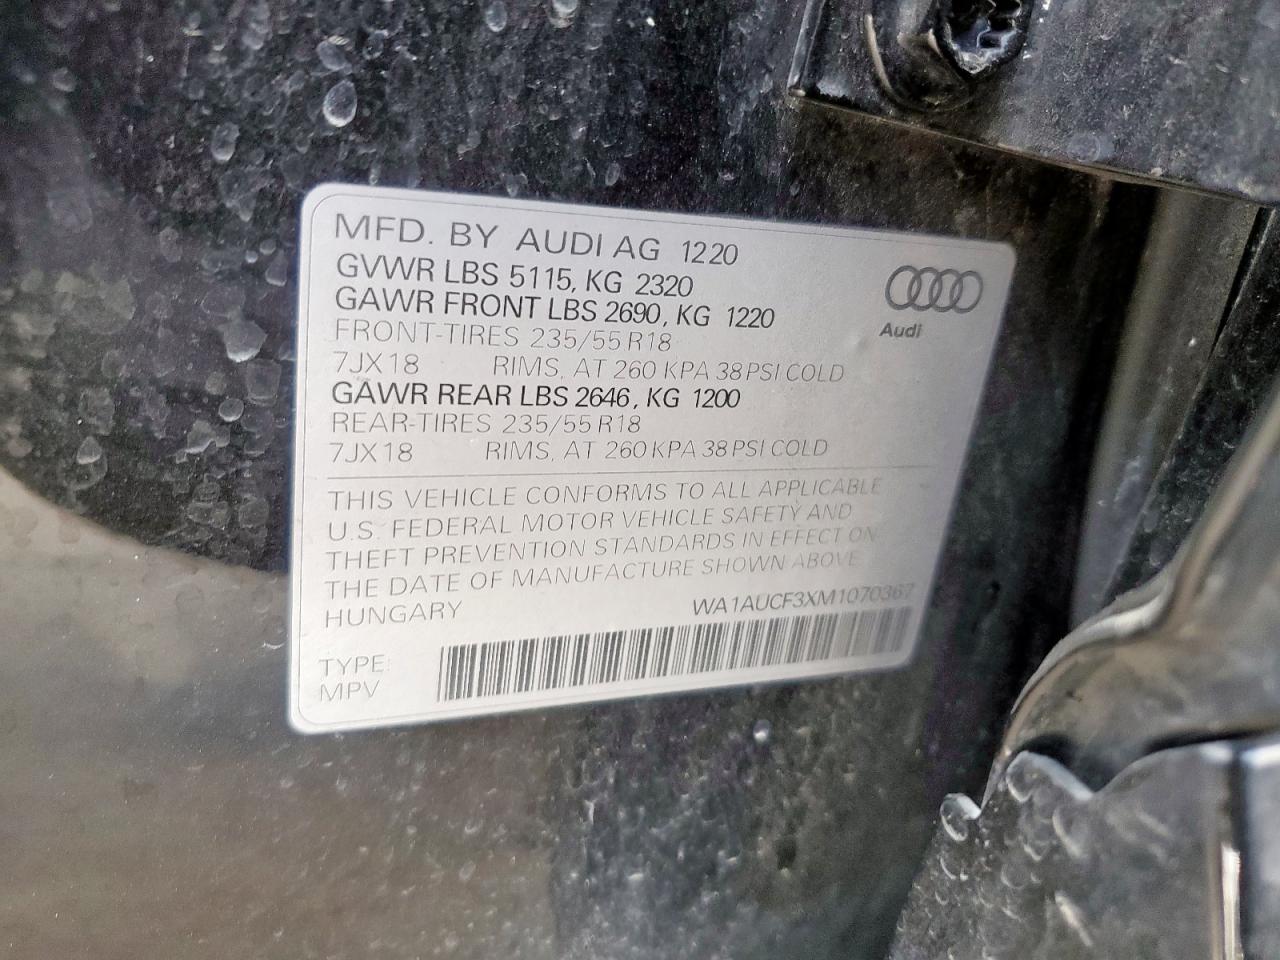 MFD. BY AUDI AG 1220
GVWR LBS 5115, KG 2320
GAWR FRONT LBS 2690, KG 1220
FRONT-TIRES 235/55 R18
7JX18 RIMS, AT 260 KPA 38 PSI COLD
GAWR REAR LBS 2646, KG 1200
REAR-TIRES 235/55 R18
7JX18 RIMS, AT 260 KPA 38 PSI COLD
Audi
THIS VEHICLE CONFORMS TO ALL APPLICABLE
U.S. FEDERAL MOTOR VEHICLE SAFETY AND
THEFT PREVENTION STANDARDS IN EFFECT ON
THE DATE OF MANUFACTURE SHOWN ABOVE
HUNGARY WA1AUCF3XM1070367
TYPE:
MPV